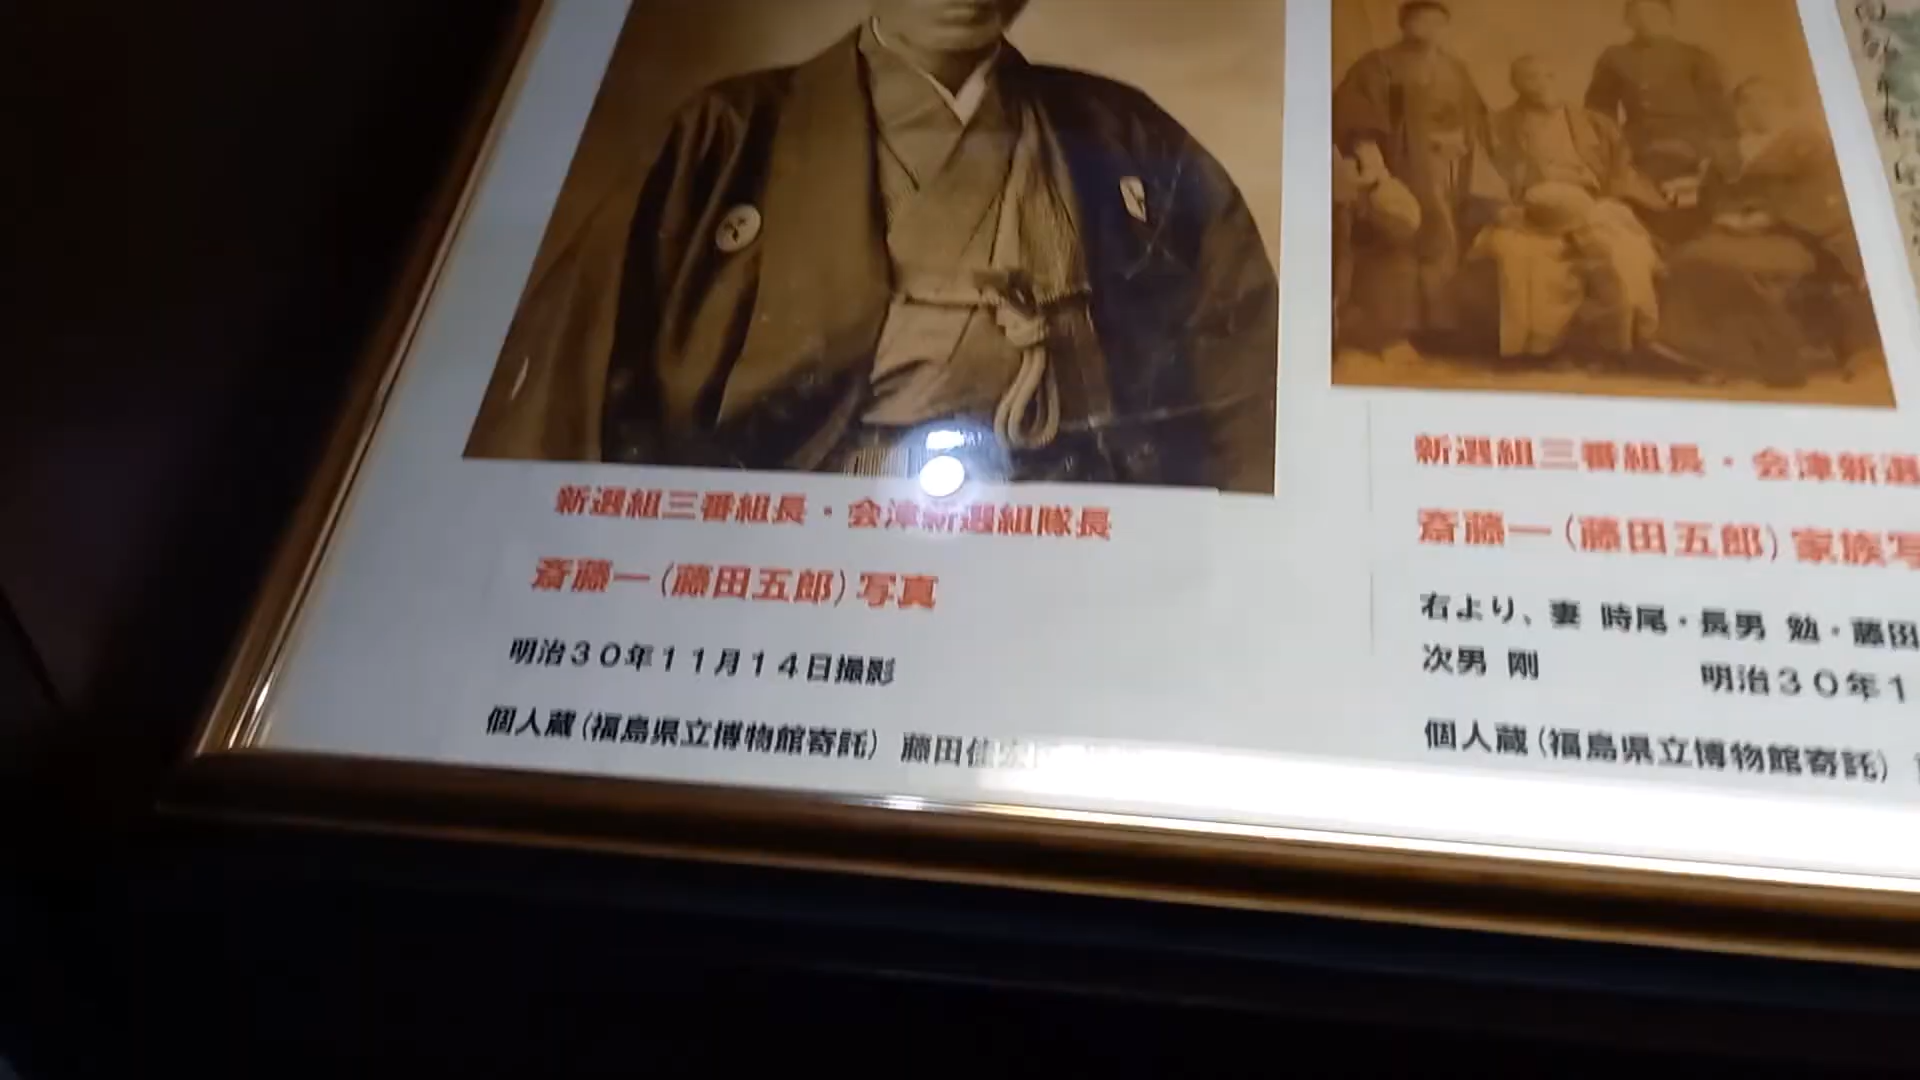 新選組三番組長・会津新選組隊長
斎藤一(藤田五郎)写真
明治30年11月14日撮影
個人蔵(福島県立博物館寄託) 藤田
新選組三番組長・会津新選
斎藤一(藤田五郎)家族写
右より、妻 時尾・長男 勉・藤田
次男 剛 明治30年1
個人蔵(福島県立博物館寄託)